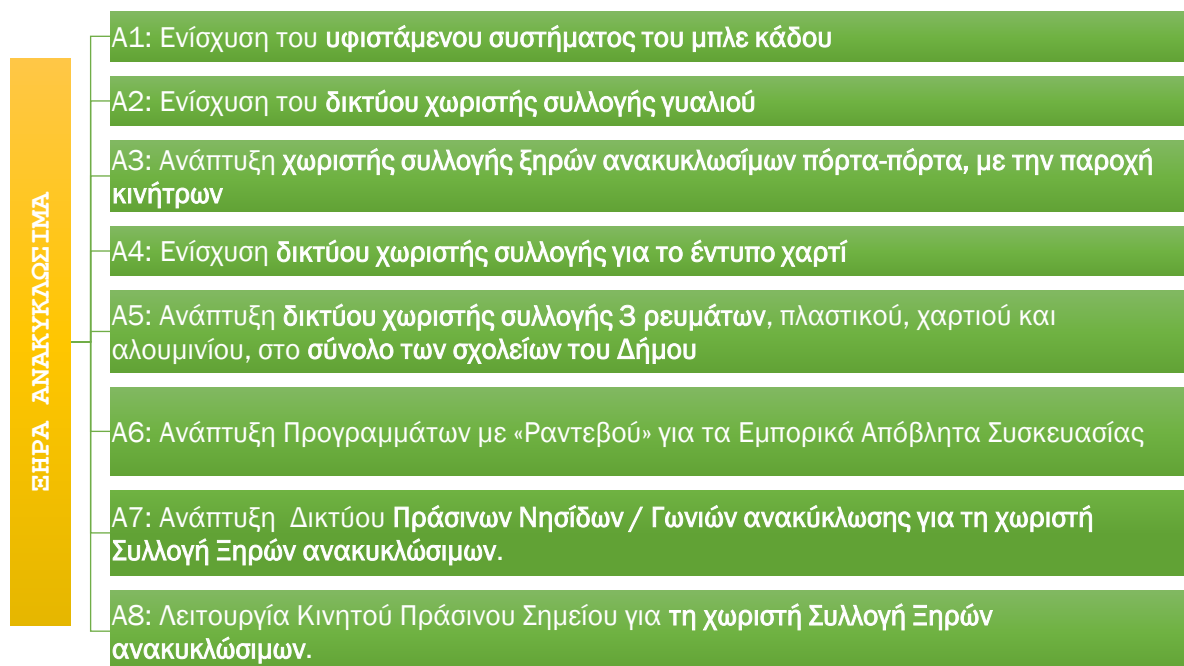 ΞΗΡΑ ΑΝΑΚΥΚΛΩΣΙΜΑ
Α1: Ενίσχυση του υφιστάμενου συστήματος του μπλε κάδου
Α2: Ενίσχυση του δικτύου χωριστής συλλογής γυαλιού
Α3: Ανάπτυξη χωριστής συλλογής ξηρών ανακυκλωσίμων πόρτα-πόρτα, με την παροχή
κινήτρων
Α4: Ενίσχυση δικτύου χωριστής συλλογής για το έντυπο χαρτί
Α5: Ανάπτυξη δικτύου χωριστής συλλογής 3 ρευμάτων, πλαστικού, χαρτιού και
αλουμινίου, στο σύνολο των σχολείων του Δήμου
Α6: Ανάπτυξη Προγραμμάτων με «Ραντεβού» για τα Εμπορικά Απόβλητα Συσκευασίας
Α7: Ανάπτυξη Δικτύου Πράσινων Νησίδων / Γωνιών ανακύκλωσης για τη χωριστή
Συλλογή Ξηρών ανακυκλώσιμων.
Α8: Λειτουργία Κινητού Πράσινου Σημείου για τη χωριστή Συλλογή Ξηρών
ανακυκλώσιμων.